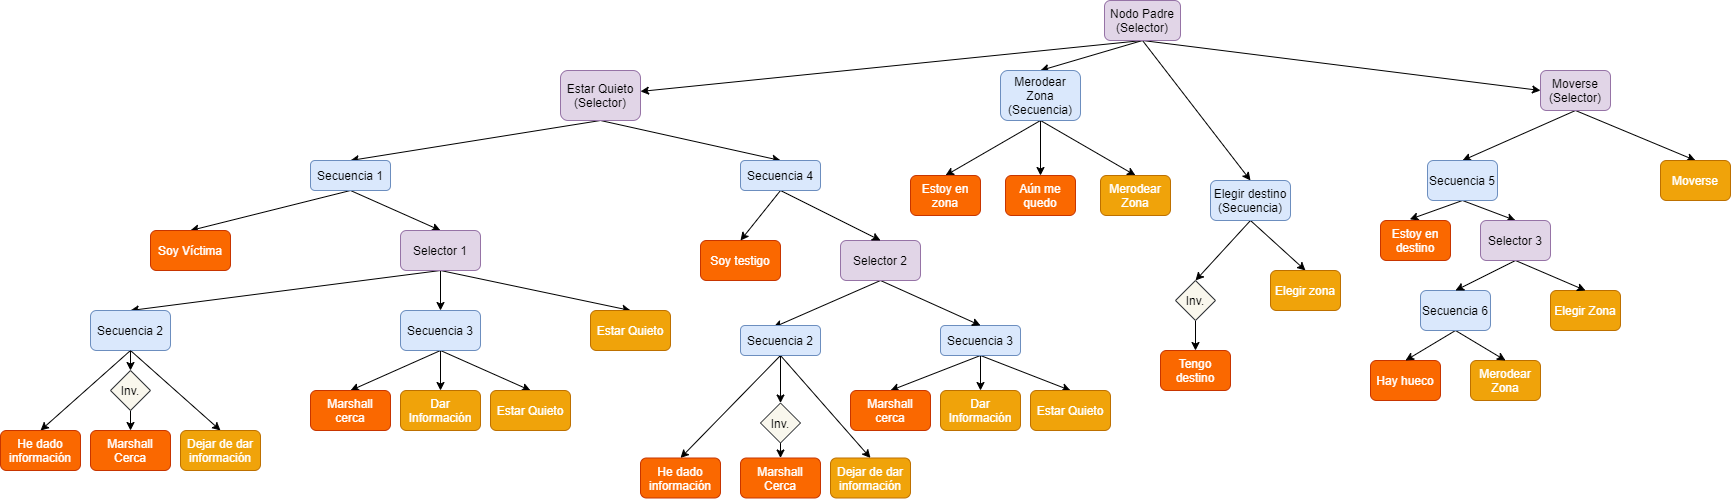 Nodo Padre
(Selector)
Estar Quieto
(Selector)
Merodear
Zona
(Secuencia)
Moverse
(Selector)
Secuencia 1
Secuencia 4
Estoy en
zona
Aún me
quedo
Merodear
Zona
Elegir destino
(Secuencia)
Secuencia 5
Moverse
Soy Víctima
Selector 1
Soy testigo
Selector 2
Estoy en
destino
Selector 3
Inv.
Elegir zona
Secuencia 2
Secuencia 3
Estar Quieto
Secuencia 2
Secuencia 3
Secuencia 6
Elegir Zona
Tengo
destino
Hay hueco
Merodear
Zona
Inv.
Marshall
cerca
Dar
Información
Estar Quieto
Inv.
Marshall
cerca
Dar
Información
Estar Quieto
He dado
información
Marshall
Cerca
Dejar de dar
información
He dado
información
Marshall
Cerca
Dejar de dar
información